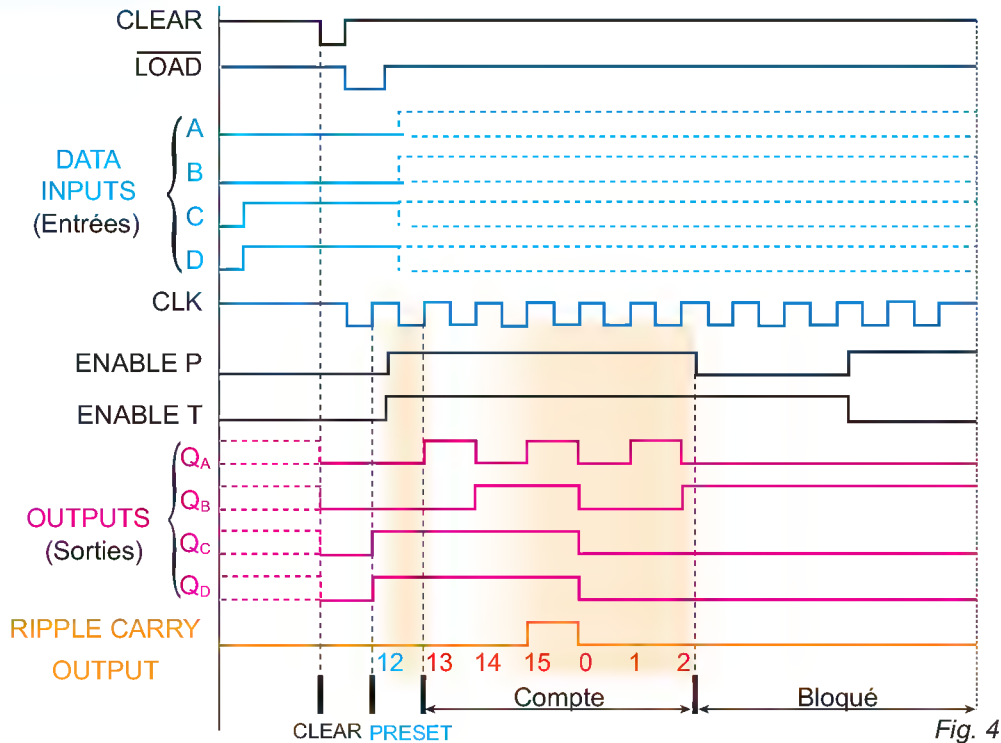 CLEAR
LOAD
A
DATA
B
INPUTS
C
(Entrées)
D
CLK
ENABLE P
ENABLE T
QA
QB
OUTPUTS
(Sorties)
QC
QD
RIPPLE CARRY
OUTPUT
12 13 14 15 0 1 2
Compte
Bloqué
CLEAR PRESET
Fig. 4